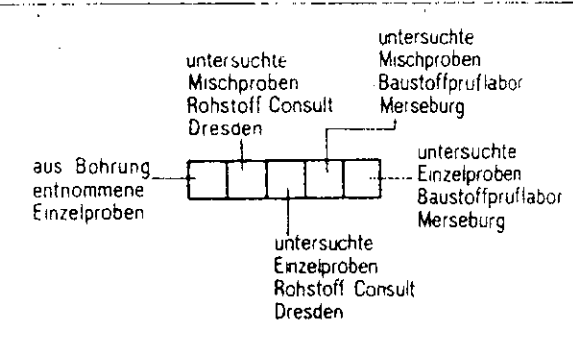 untersuchte
Mischproben
Rohstoff Consult
Dresden
untersuchte
Mischproben
Baustoffprüflabor
Merseburg
aus Bohrung
entnommene
Einzelproben
untersuchte
Einzelproben
Baustoffpruflabor
Merseburg
untersuchte
Einzelproben
Rohstoff Consult
Dresden